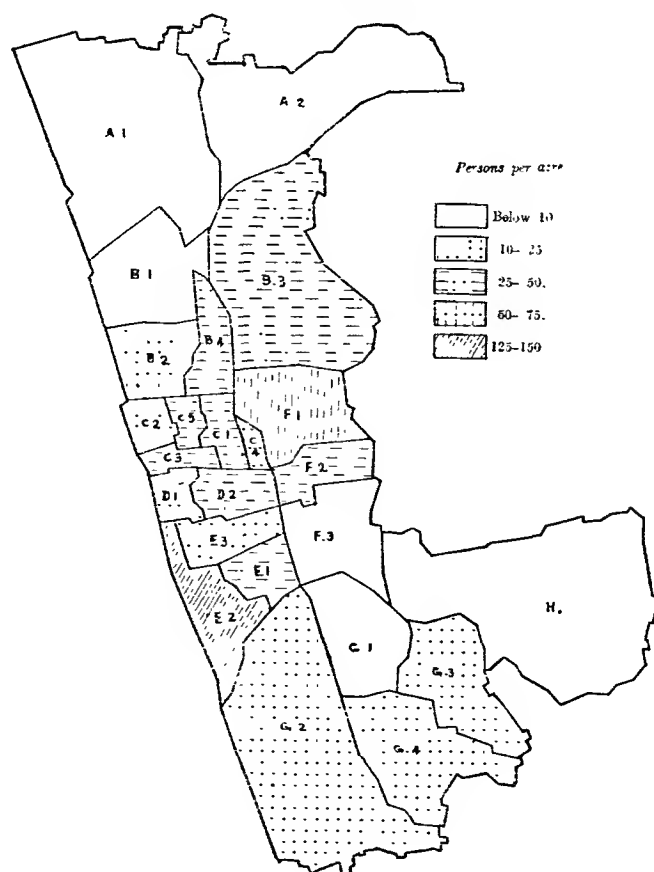 A 1
A 2
Persons per acre
Below 10
10– 25
25– 50.
50– 75.
125–150
B 1
B.3
B 4
B 2
C 2
C 5
C 1
C 4
F 1
C 3
F 2
D 1
D 2
E 3
F.3
E 1
E 2
H.
G 1
G.3
G.2
G.4